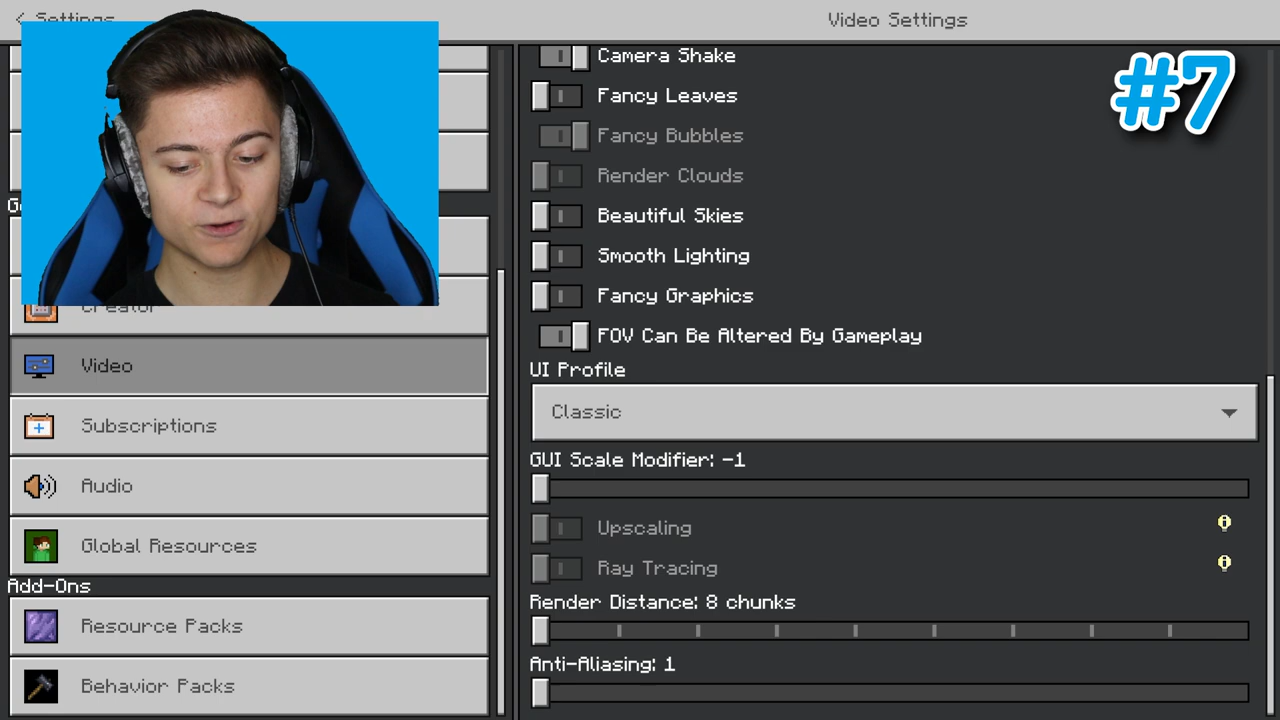 Settings
Video Settings
#7
Camera Shake
Fancy Leaves
Fancy Bubbles
Render Clouds
Beautiful Skies
Smooth Lighting
Fancy Graphics
FOV Can Be Altered By Gameplay
UI Profile
Classic
GUI Scale Modifier: -1
Upscaling
Ray Tracing
Render Distance: 8 chunks
Anti-Aliasing: 1
Creator
Video
Subscriptions
Audio
Global Resources
Add-Ons
Resource Packs
Behavior Packs